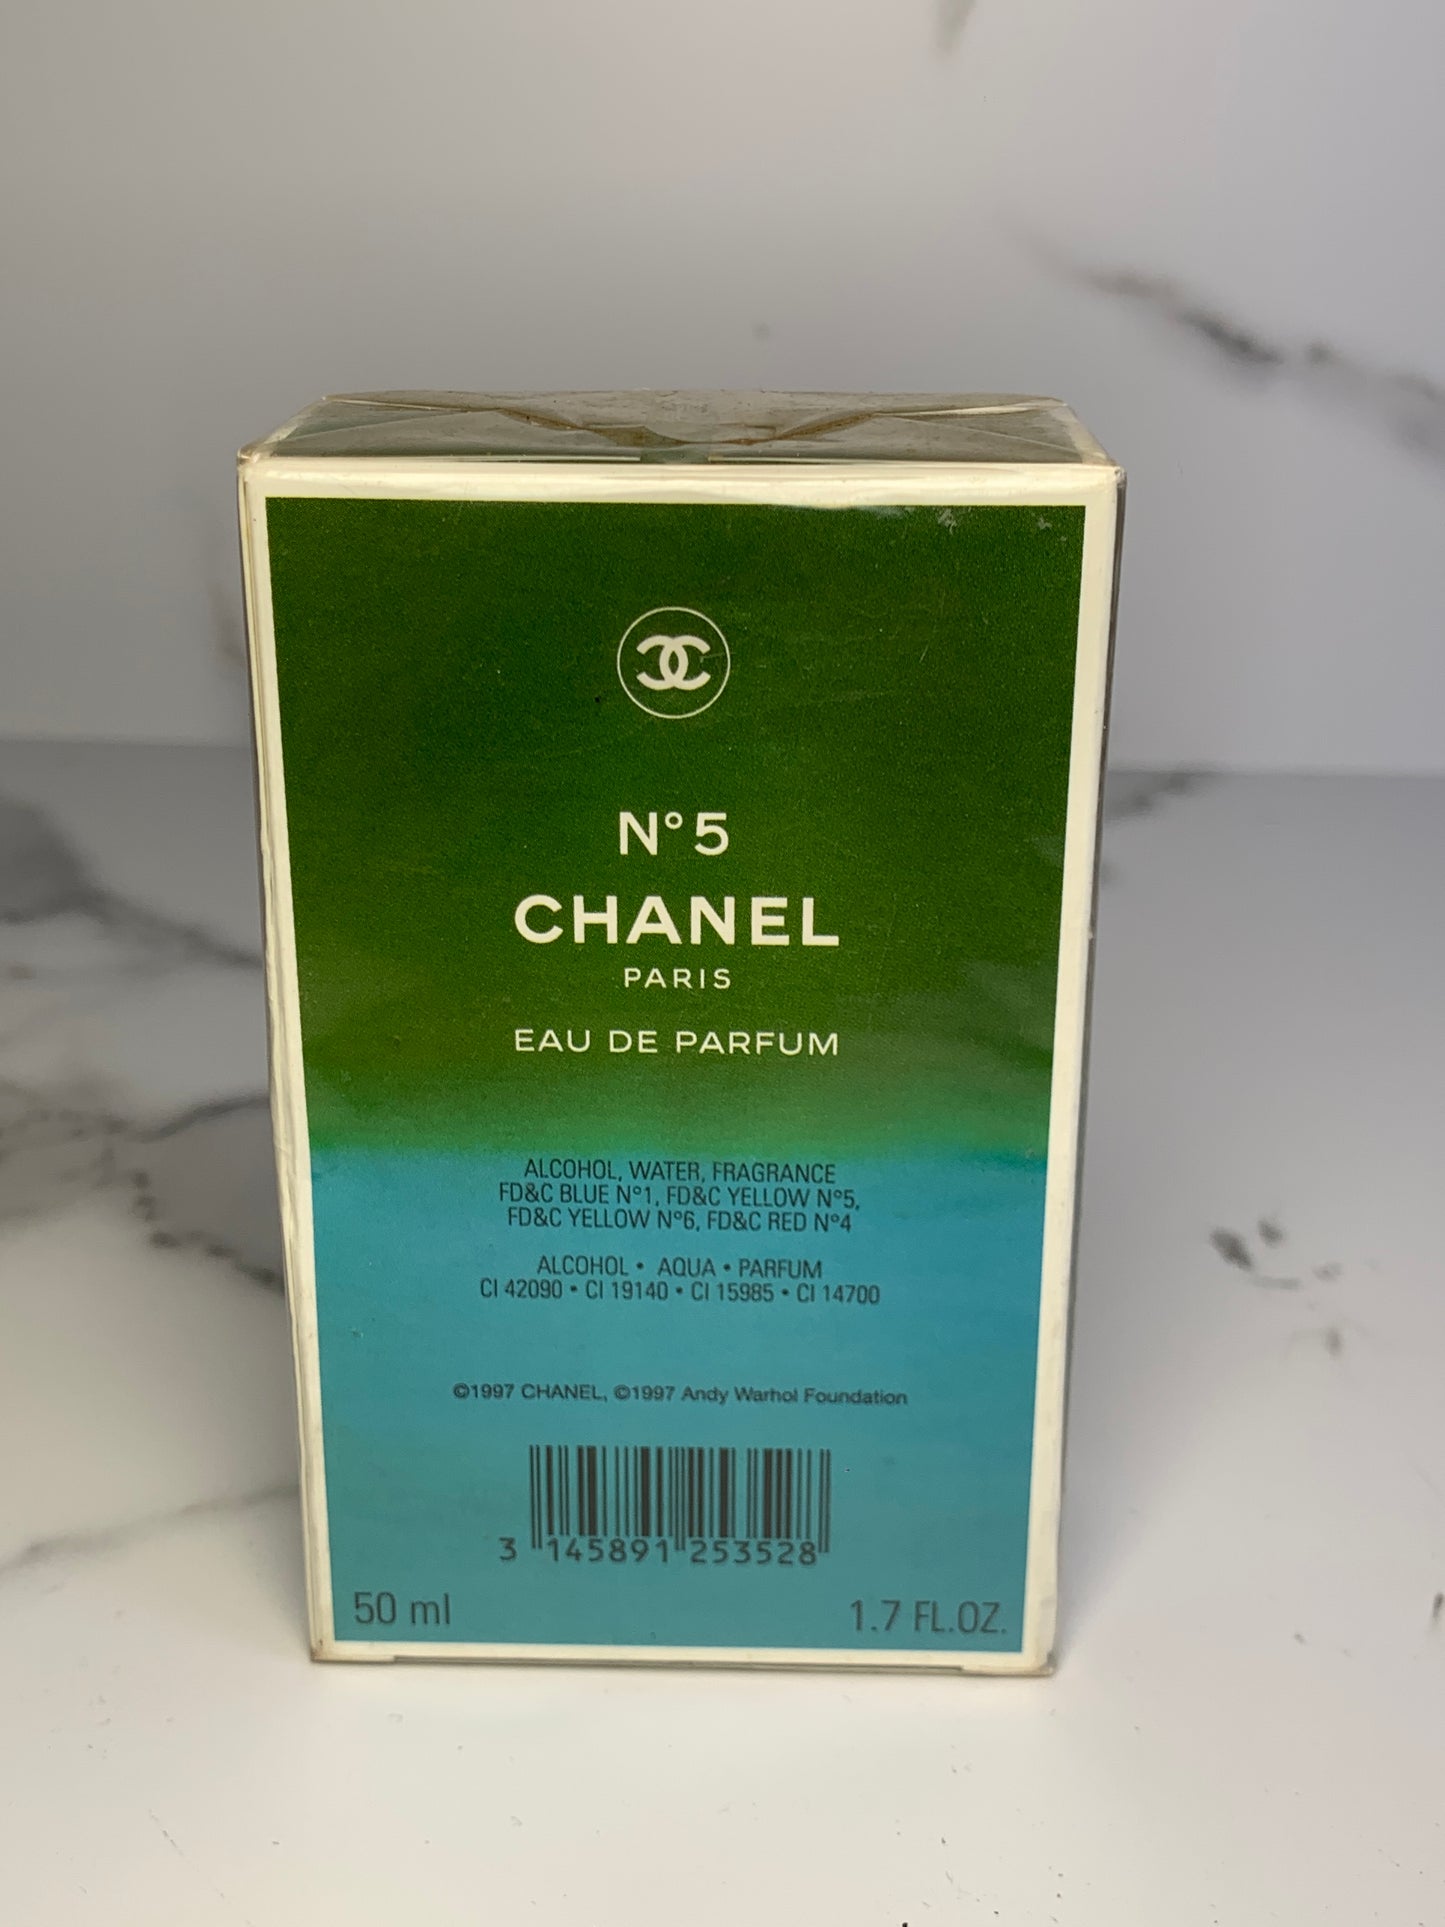 N°5
CHANEL
PARIS
EAU DE PARFUM
ALCOHOL, WATER, FRAGRANCE
FD&C BLUE N°1, FD&C YELLOW N°5,
FD&C YELLOW N°6, FD&C RED N°4
ALCOHOL • AQUA • PARFUM
CI 42090 • CI 19140 • CI 15985 • CI 14700
©1997 CHANEL, ©1997 Andy Warhol Foundation
3 145891 253528
50 ml 1.7 FL.OZ.